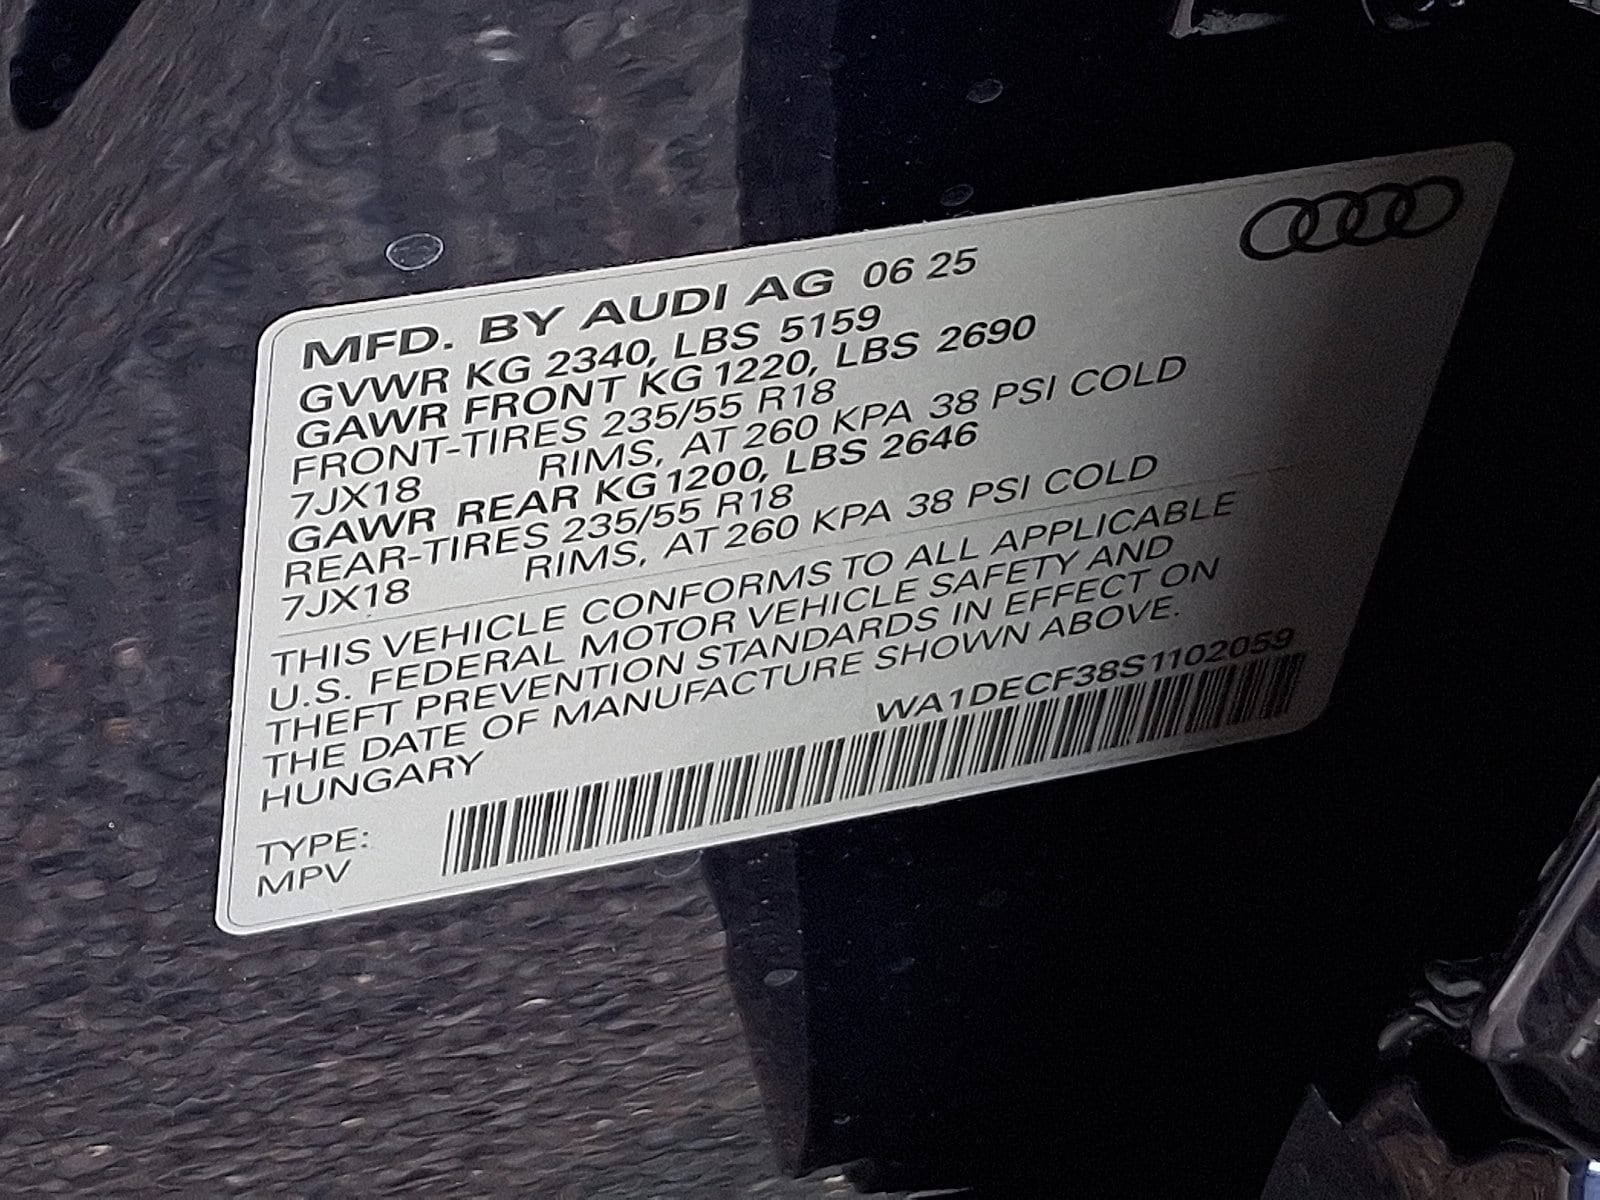 MFD. BY AUDI AG 06 25
GVWR KG 2340, LBS 5159
GAWR FRONT KG 1220, LBS 2690
FRONT-TIRES 235/55 R18
7JX18 RIMS, AT 260 KPA 38 PSI COLD
GAWR REAR KG 1200, LBS 2646
REAR-TIRES 235/55 R18
7JX18 RIMS, AT 260 KPA 38 PSI COLD
THIS VEHICLE CONFORMS TO ALL APPLICABLE
U.S. FEDERAL MOTOR VEHICLE SAFETY AND
THEFT PREVENTION STANDARDS IN EFFECT ON
THE DATE OF MANUFACTURE SHOWN ABOVE.
HUNGARY
WA1DECF38S1102059
TYPE:
MPV